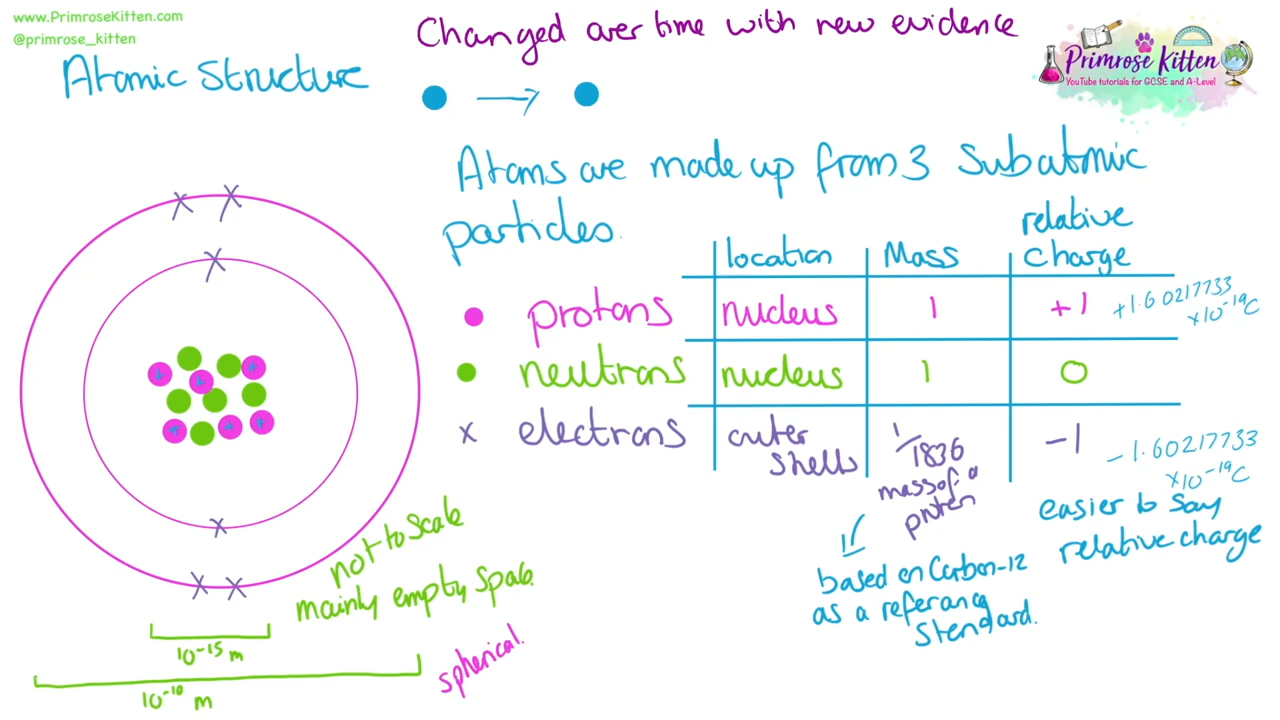 www.PrimroseKitten.com
@primrose_kitten
Changed over time with new evidence
Primrose Kitten
YouTube tutorials for GCSE and A-Level
Atomic Structure
→
Atoms are made up from 3 Subatomic
particles.
location Mass relative
charge
protons nucleus 1 +1 +1.60217733
×10⁻¹⁹C
neutrons nucleus 1 0
x electrons outer
shells
1/1836
mass of a
proton
-1 -1.60217733
×10⁻¹⁹C
easier to say
relative charge
based on Carbon-12
as a referance
standard.
not to scale
mainly empty space.
10⁻¹⁵ m
10⁻¹⁰ m
spherical.